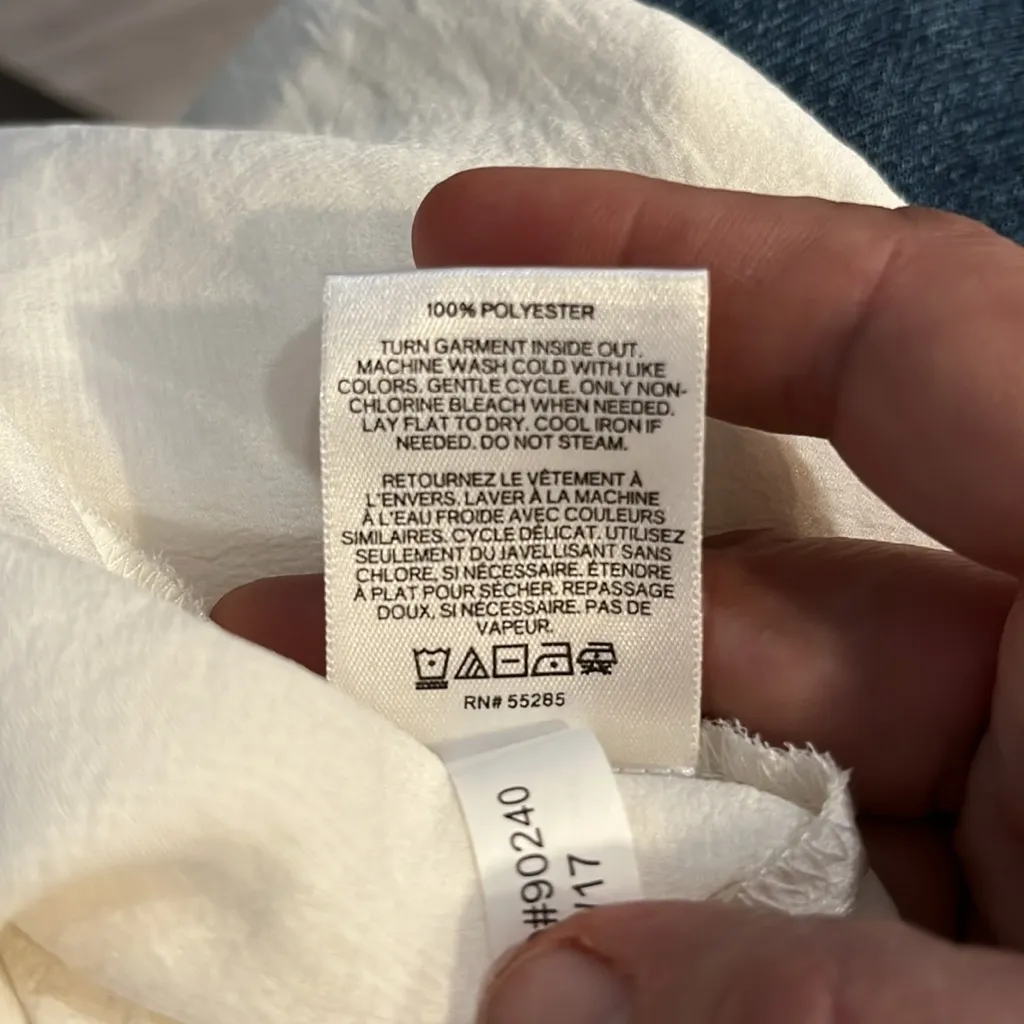 100% POLYESTER
TURN GARMENT INSIDE OUT.
MACHINE WASH COLD WITH LIKE
COLORS. GENTLE CYCLE. ONLY NON-
CHLORINE BLEACH WHEN NEEDED.
LAY FLAT TO DRY. COOL IRON IF
NEEDED. DO NOT STEAM.
RETOURNEZ LE VÊTEMENT À
L'ENVERS. LAVER À LA MACHINE
À L'EAU FROIDE AVEC COULEURS
SIMILAIRES. CYCLE DÉLICAT. UTILISEZ
SEULEMENT DU JAVELLISANT SANS
CHLORE, SI NÉCESSAIRE. ÉTENDRE
À PLAT POUR SÉCHER. REPASSAGE
DOUX, SI NÉCESSAIRE. PAS DE
VAPEUR.
RN# 55285
#90240
17